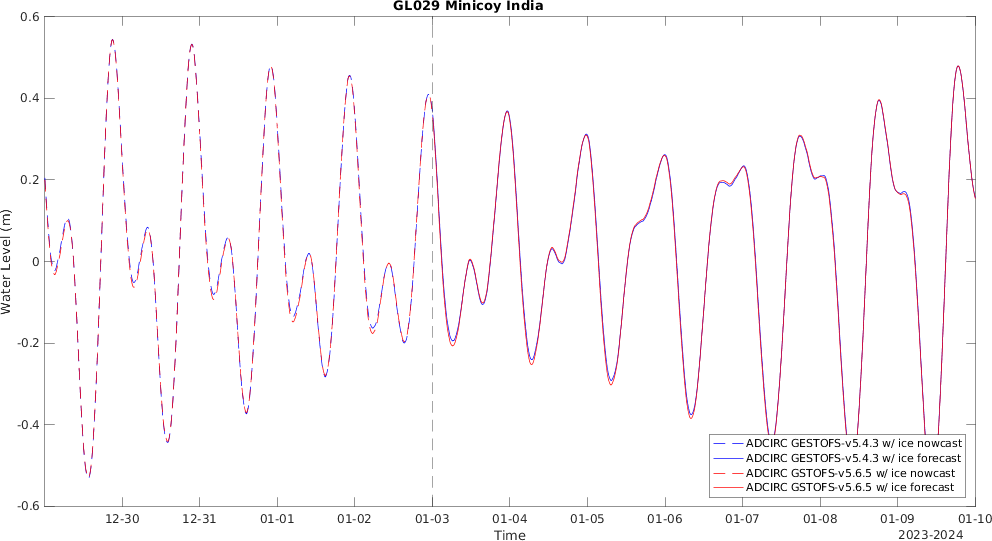 GL029 Minicoy India
0.6
0.4
0.2
0
-0.2
-0.4
-0.6
Water Level (m)
ADCIRC GESTOFS-v5.4.3 w/ ice nowcast
ADCIRC GESTOFS-v5.4.3 w/ ice forecast
ADCIRC GSTOFS-v5.6.5 w/ ice nowcast
ADCIRC GSTOFS-v5.6.5 w/ ice forecast
12-30 12-31 01-01 01-02 01-03 01-04 01-05 01-06 01-07 01-08 01-09 01-10
Time
2023-2024